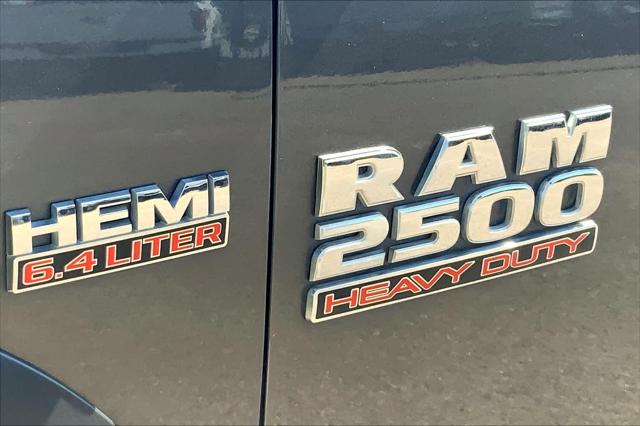 HEMI
6.4 LITER
RAM
2500
HEAVY DUTY